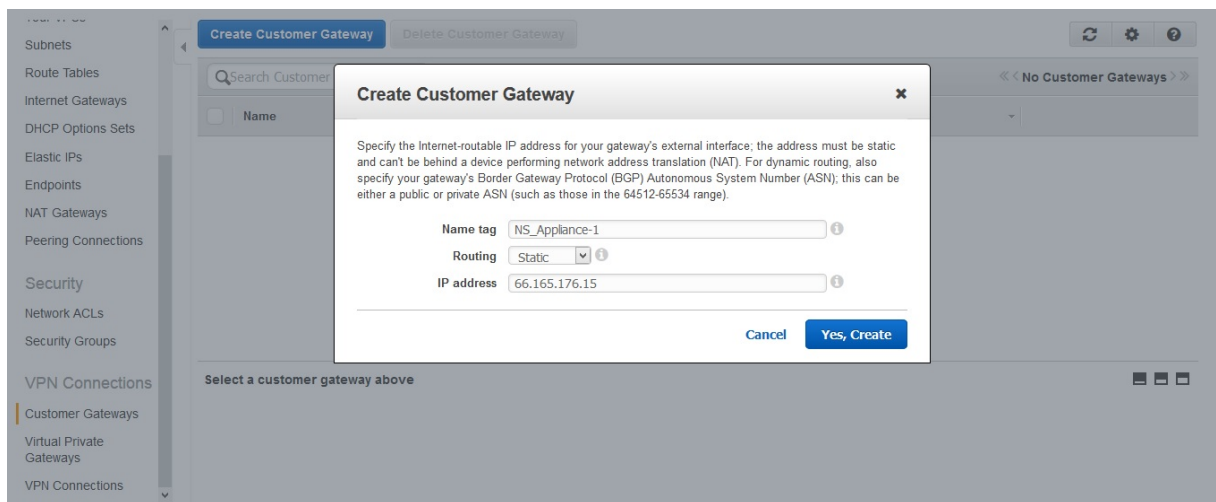 Subnets
Route Tables
Internet Gateways
DHCP Options Sets
Elastic IPs
Endpoints
NAT Gateways
Peering Connections
Security
Network ACLs
Security Groups
VPN Connections
Customer Gateways
Virtual Private
Gateways
VPN Connections
Create Customer Gateway
Delete Customer Gateway
Search Customer
« < No Customer Gateways > »
Name
Create Customer Gateway
Specify the Internet-routable IP address for your gateway's external interface; the address must be static
and can't be behind a device performing network address translation (NAT). For dynamic routing, also
specify your gateway's Border Gateway Protocol (BGP) Autonomous System Number (ASN); this can be
either a public or private ASN (such as those in the 64512-65534 range).
Name tag NS_Appliance-1
Routing Static
IP address 66.165.176.15
Cancel Yes, Create
Select a customer gateway above